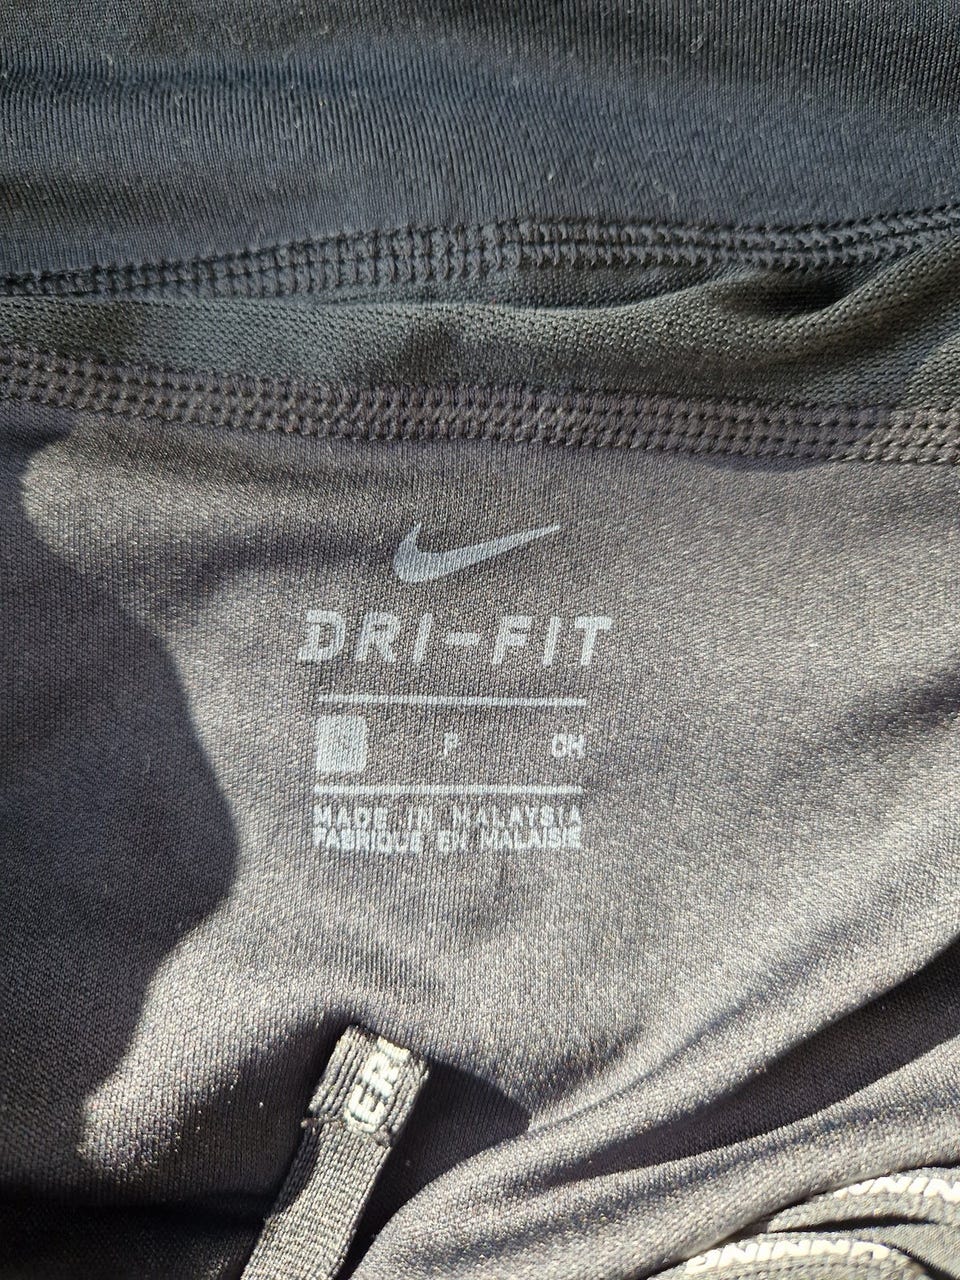 DRI-FIT
P CH
MADE IN MALAYSIA
FABRIQUE EN MALAISIE